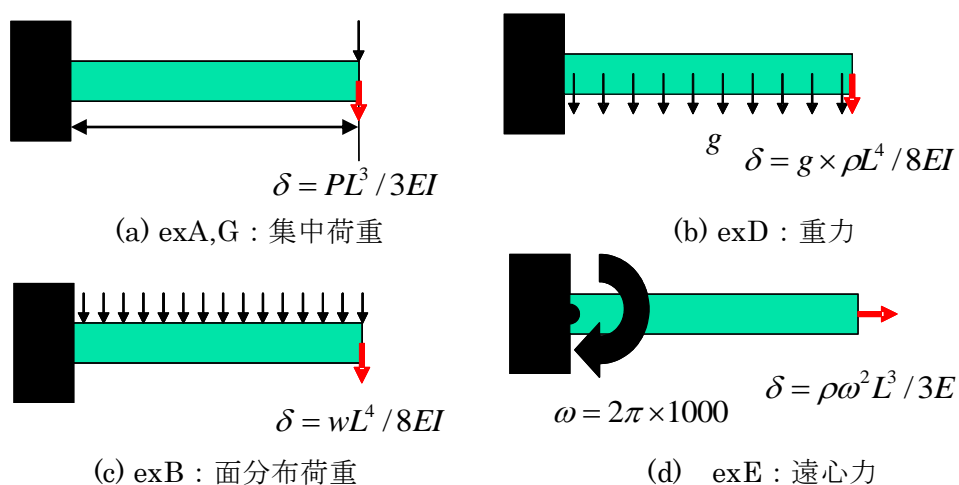 δ = PL³ / 3EI
(a) exA,G：集中荷重
g
δ = g × ρL⁴ / 8EI
(b) exD：重力
δ = wL⁴ / 8EI
(c) exB：面分布荷重
ω = 2π × 1000
δ = ρω²L³ / 3E
(d) exE：遠心力